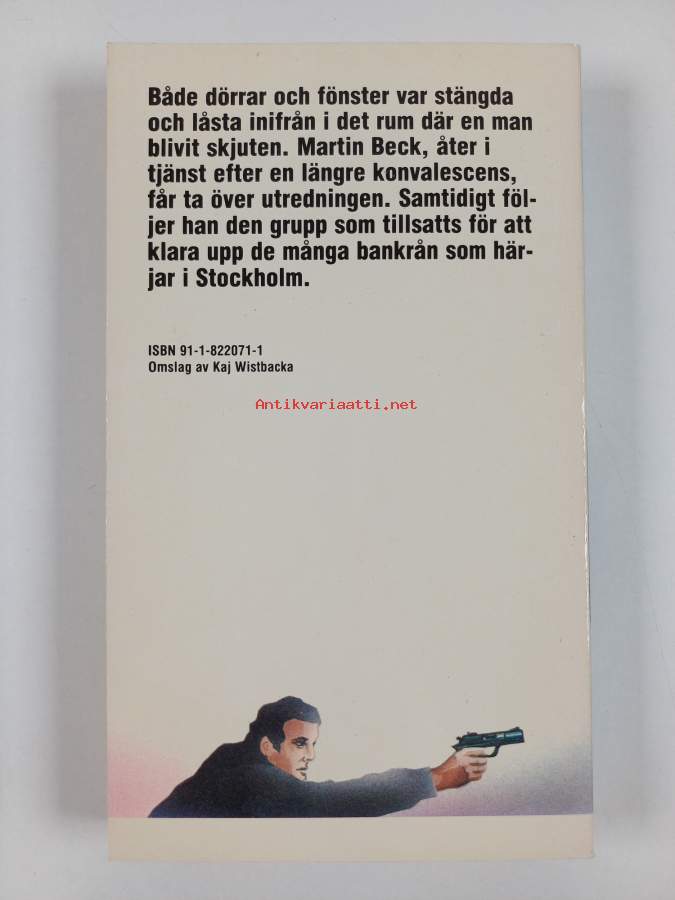 Både dörrar och fönster var stängda
och låsta inifrån i det rum där en man
blivit skjuten. Martin Beck, åter i
tjänst efter en längre konvalescens,
får ta över utredningen. Samtidigt föl-
jer han den grupp som tillsatts för att
klara upp de många bankrån som här-
jar i Stockholm.
ISBN 91-1-822071-1
Omslag av Kaj Wistbacka
Antikvariaatti.net